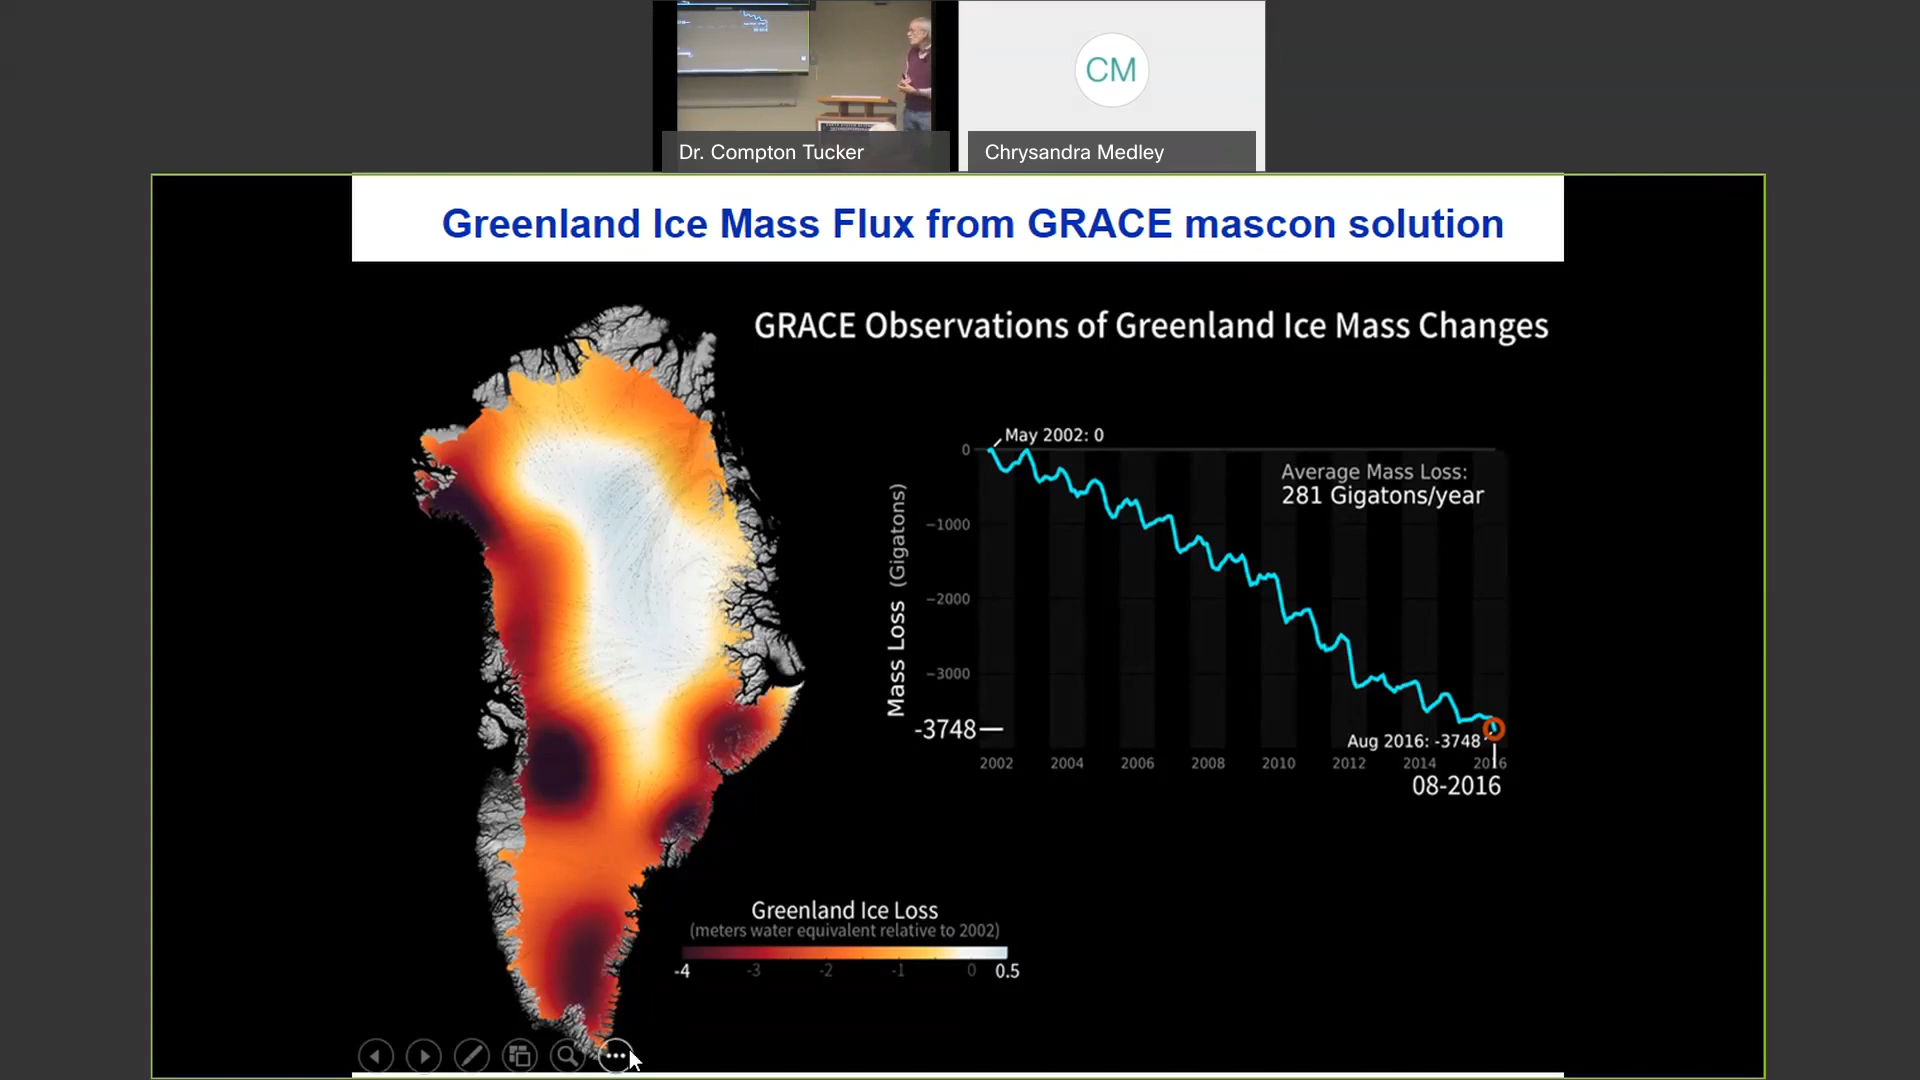 CM
Dr. Compton Tucker
Chrysandra Medley
Greenland Ice Mass Flux from GRACE mascon solution
GRACE Observations of Greenland Ice Mass Changes
May 2002: 0
0
Average Mass Loss:
281 Gigatons/year
−1000
−2000
−3000
Mass Loss (Gigatons)
-3748
Aug 2016: -3748
2002 2004 2006 2008 2010 2012 2014 2016
08-2016
Greenland Ice Loss
(meters water equivalent relative to 2002)
-4 -3 -2 -1 0 0.5